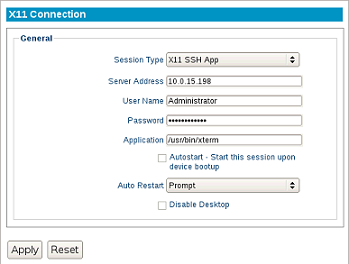 X11 Connection
General
Session Type X11 SSH App
Server Address 10.0.15.198
User Name Administrator
Password ************
Application /usr/bin/xterm
Autostart - Start this session upon
device bootup
Auto Restart Prompt
Disable Desktop
Apply Reset